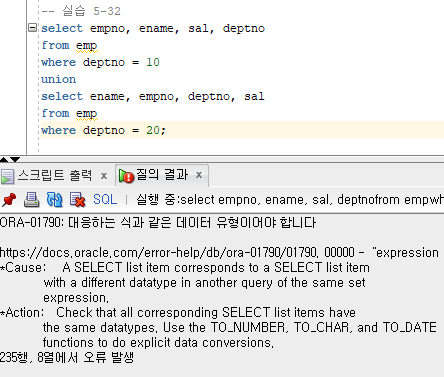 -- 실습 5-32
select empno, ename, sal, deptno
from emp
where deptno = 10
union
select ename, empno, deptno, sal
from emp
where deptno = 20;
스크립트 출력 x 질의 결과 x
SQL | 실행 중:select empno, ename, sal, deptnofrom empwh
ORA-01790: 대응하는 식과 같은 데이터 유형이어야 합니다
https://docs.oracle.com/error-help/db/ora-01790/01790. 00000 - "expression
*Cause: A SELECT list item corresponds to a SELECT list item
with a different datatype in another query of the same set
expression.
*Action: Check that all corresponding SELECT list items have
the same datatypes. Use the TO_NUMBER, TO_CHAR, and TO_DATE
functions to do explicit data conversions.
235행, 8열에서 오류 발생